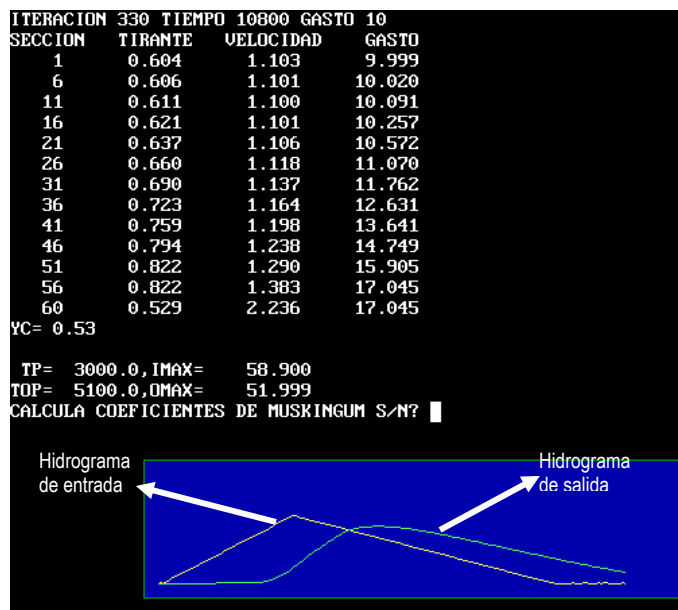 ITERACION 330 TIEMPO 10800 GASTO 10
SECCION TIRANTE VELOCIDAD GASTO
1 0.604 1.103 9.999
6 0.606 1.101 10.020
11 0.611 1.100 10.091
16 0.621 1.101 10.257
21 0.637 1.106 10.572
26 0.660 1.118 11.070
31 0.690 1.137 11.762
36 0.723 1.164 12.631
41 0.759 1.198 13.641
46 0.794 1.238 14.749
51 0.822 1.290 15.905
56 0.822 1.383 17.045
60 0.529 2.236 17.045
YC= 0.53
TP= 3000.0,IMAX= 58.900
TOP= 5100.0,OMAX= 51.999
CALCULA COEFICIENTES DE MUSKINGUM S/N?
Hidrograma
de entrada
Hidrograma
de salida